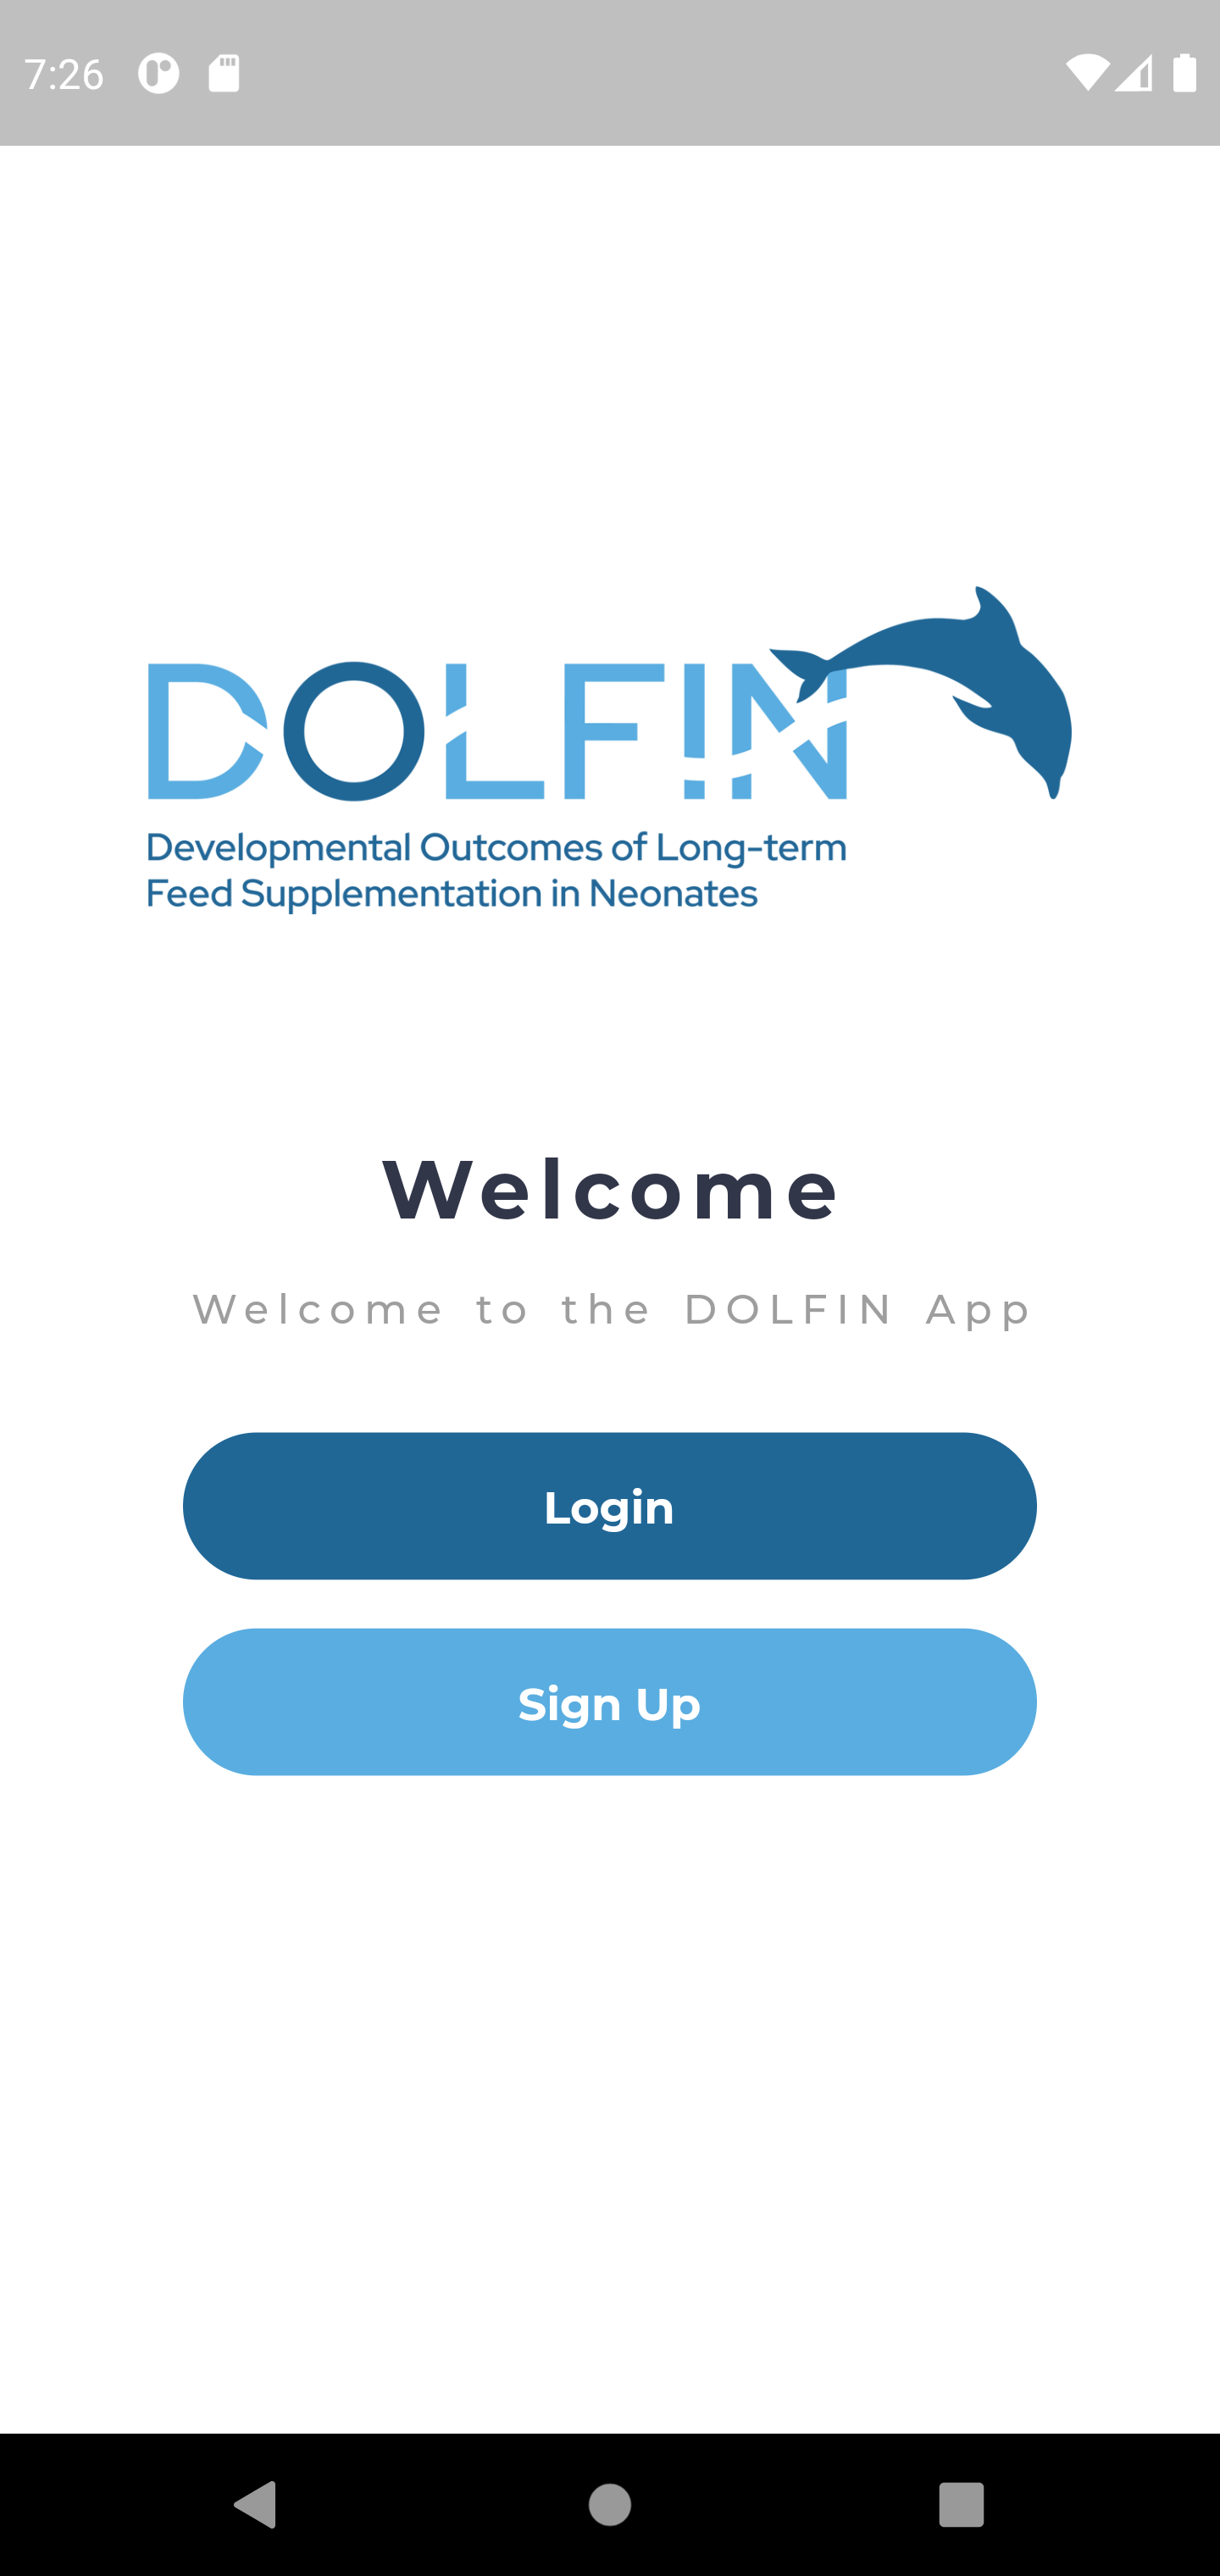 7:26
DOLFIN
Developmental Outcomes of Long-term
Feed Supplementation in Neonates
Welcome
Welcome to the DOLFIN App
Login
Sign Up